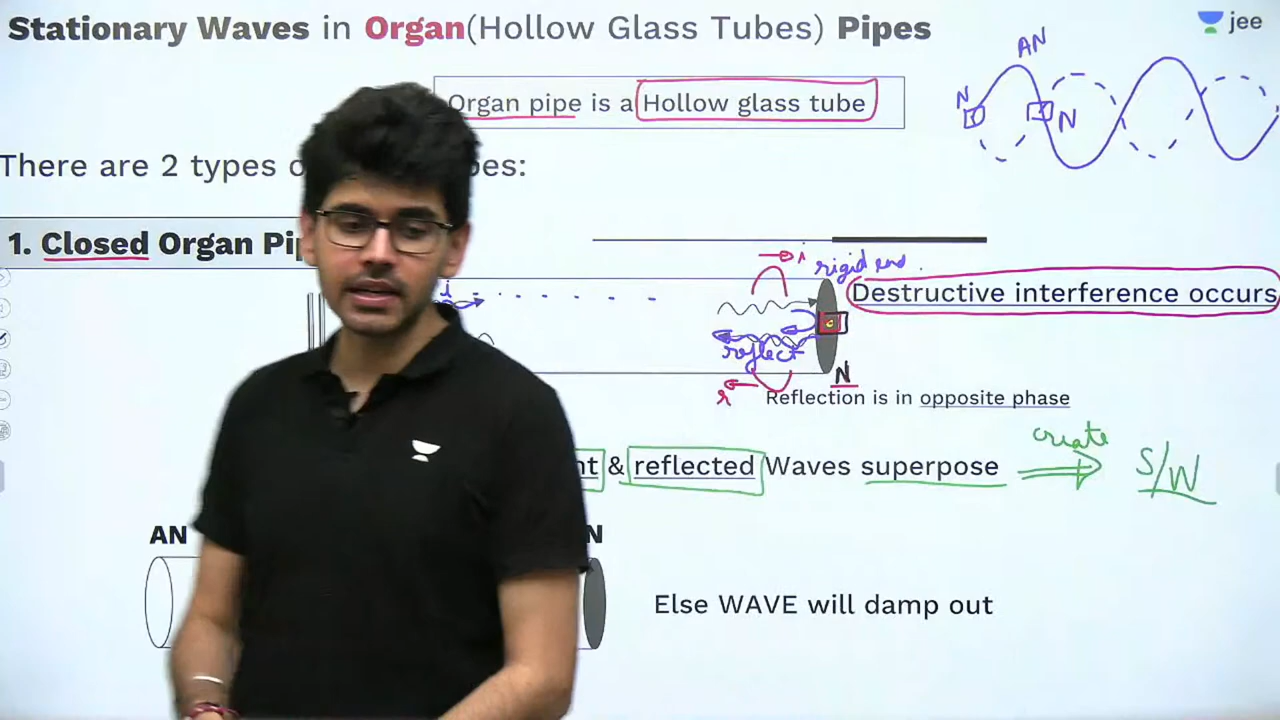 Stationary Waves in Organ(Hollow Glass Tubes) Pipes
jee
AN
N
N
Organ pipe is a Hollow glass tube
There are 2 types
pes:
1. Closed Organ Pi
i
rigid end.
i
Destructive interference occurs
reflect
r
N
Reflection is in opposite phase
nt & reflected Waves superpose
create
S/W
AN
N
Else WAVE will damp out